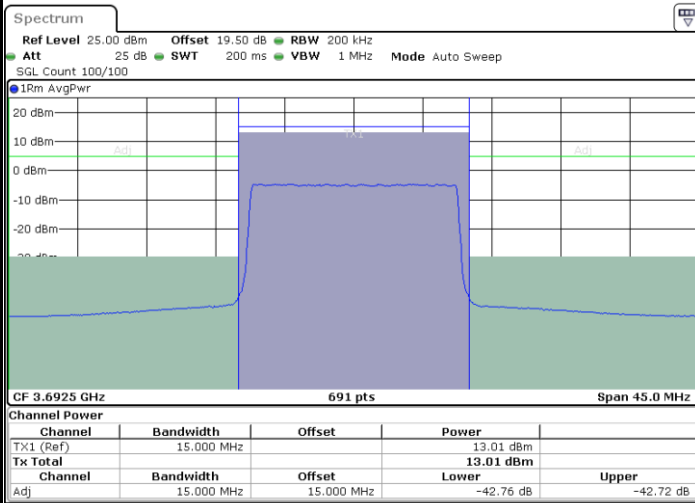 Spectrum
Ref Level 25.00 dBm Offset 19.50 dB RBW 200 kHz
Att 25 dB SWT 200 ms VBW 1 MHz Mode Auto Sweep
SGL Count 100/100
1Rm AvgPwr
20 dBm
10 dBm
TX1
Adj Adj
0 dBm
-10 dBm
-20 dBm
-30 dBm
CF 3.6925 GHz 691 pts Span 45.0 MHz
Channel Power
Channel Bandwidth Offset Power
TX1 (Ref) 15.000 MHz 13.01 dBm
Tx Total 13.01 dBm
Channel Bandwidth Offset Lower Upper
Adj 15.000 MHz 15.000 MHz -42.76 dB -42.72 dB